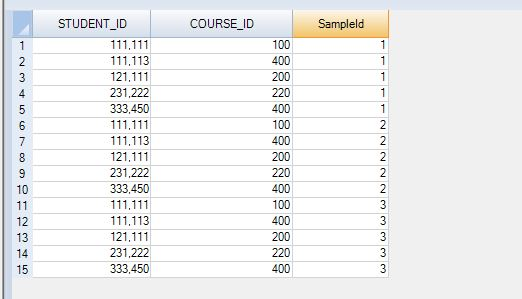 STUDENT_ID COURSE_ID SampleId
1 111,111 100 1
2 111,113 400 1
3 121,111 200 1
4 231,222 220 1
5 333,450 400 1
6 111,111 100 2
7 111,113 400 2
8 121,111 200 2
9 231,222 220 2
10 333,450 400 2
11 111,111 100 3
12 111,113 400 3
13 121,111 200 3
14 231,222 220 3
15 333,450 400 3